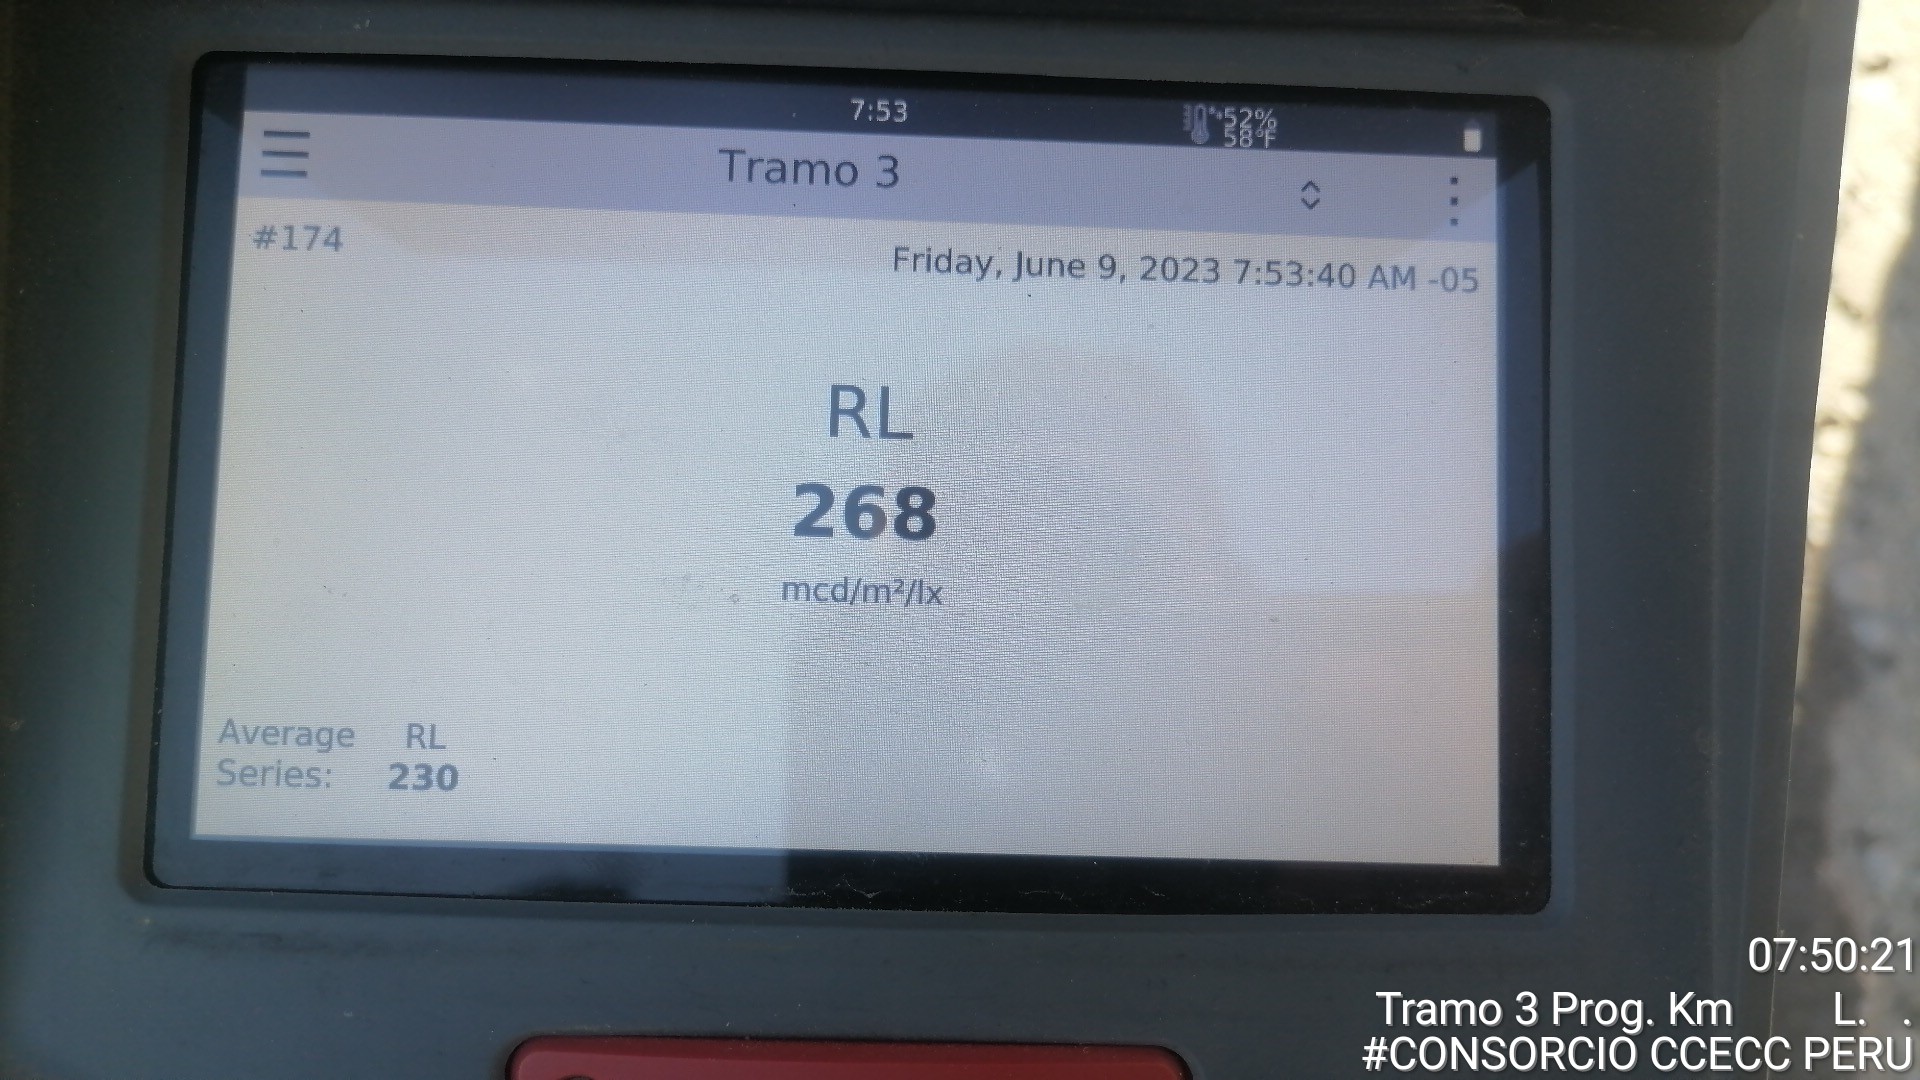 7:53
52%
58°F
Tramo 3
#174
Friday, June 9, 2023 7:53:40 AM -05
RL
268
mcd/m²/lx
Average RL
Series: 230
07:50:21
Tramo 3 Prog. Km L. .
#CONSORCIO CCECC PERU